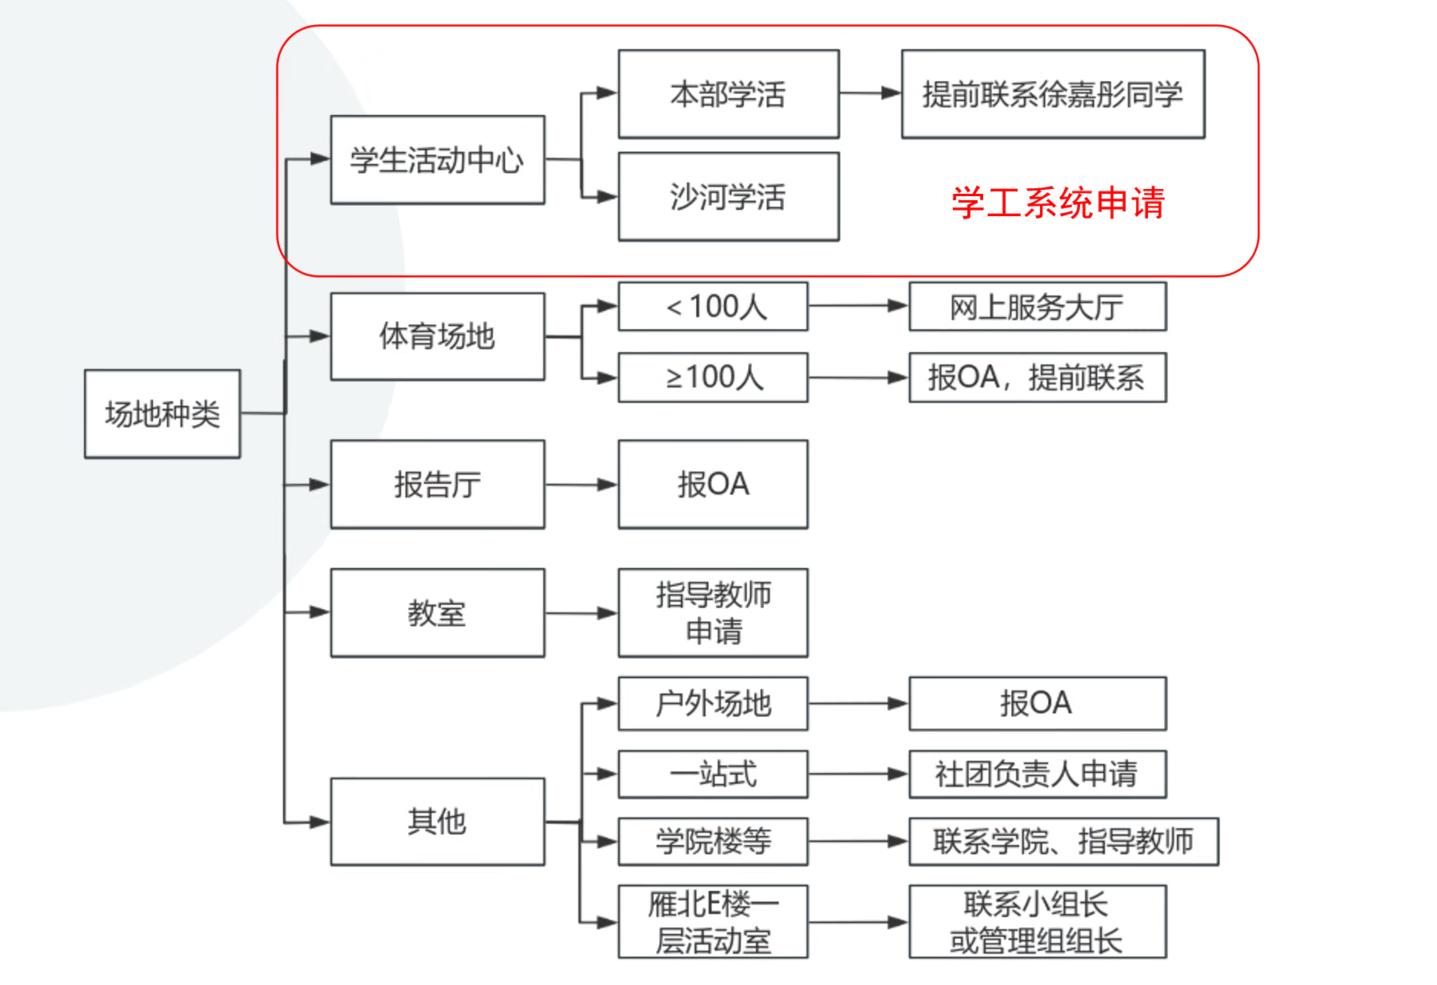 场地种类
学生活动中心
本部学活
提前联系徐嘉彤同学
沙河学活
学工系统申请
体育场地
＜100人
网上服务大厅
≥100人
报OA，提前联系
报告厅
报OA
教室
指导教师
申请
其他
户外场地
报OA
一站式
社团负责人申请
学院楼等
联系学院、指导教师
雁北E楼一
层活动室
联系小组长
或管理组组长